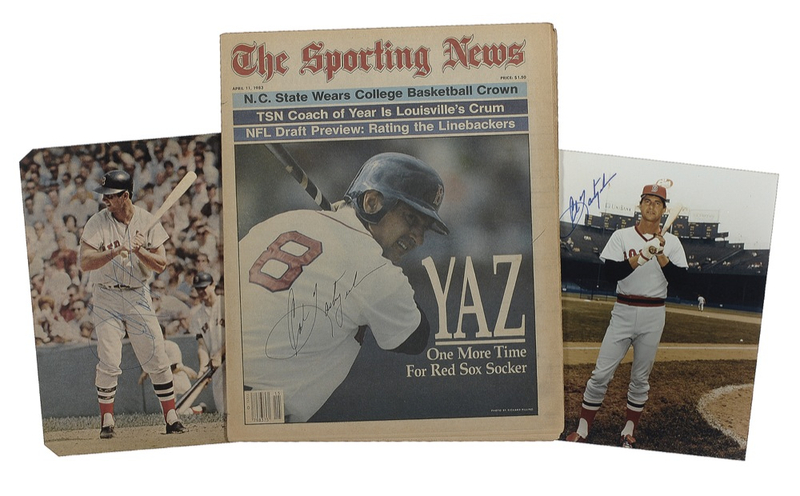 The Sporting News
APRIL 11, 1983
PRICE: $1.50
N.C. State Wears College Basketball Crown
TSN Coach of Year Is Louisville's Crum
NFL Draft Preview: Rating the Linebackers
8
YAZ
One More Time
For Red Sox Socker